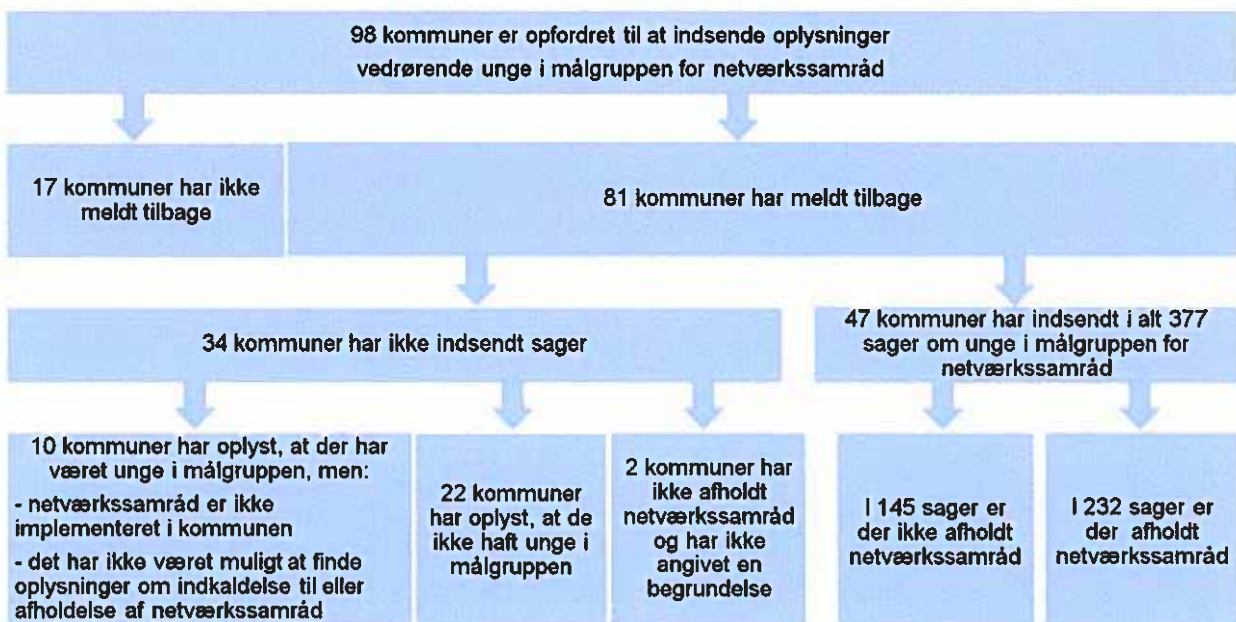 98 kommuner er opfordret til at indsende oplysninger
vedrørende unge i målgruppen for netværkssamråd
17 kommuner har ikke
meldt tilbage
81 kommuner har meldt tilbage
34 kommuner har ikke indsendt sager
47 kommuner har indsendt i alt 377
sager om unge i målgruppen for
netværkssamråd
10 kommuner har oplyst, at der har
været unge i målgruppen, men:
- netværkssamråd er ikke
implementeret i kommunen
- det har ikke været muligt at finde
oplysninger om indkaldelse til eller
afholdelse af netværkssamråd
22 kommuner
har oplyst, at de
ikke haft unge i
målgruppen
2 kommuner har
ikke afholdt
netværkssamråd
og har ikke
angivet en
begrundelse
I 145 sager er
der ikke afholdt
netværkssamråd
I 232 sager er
der afholdt
netværkssamråd